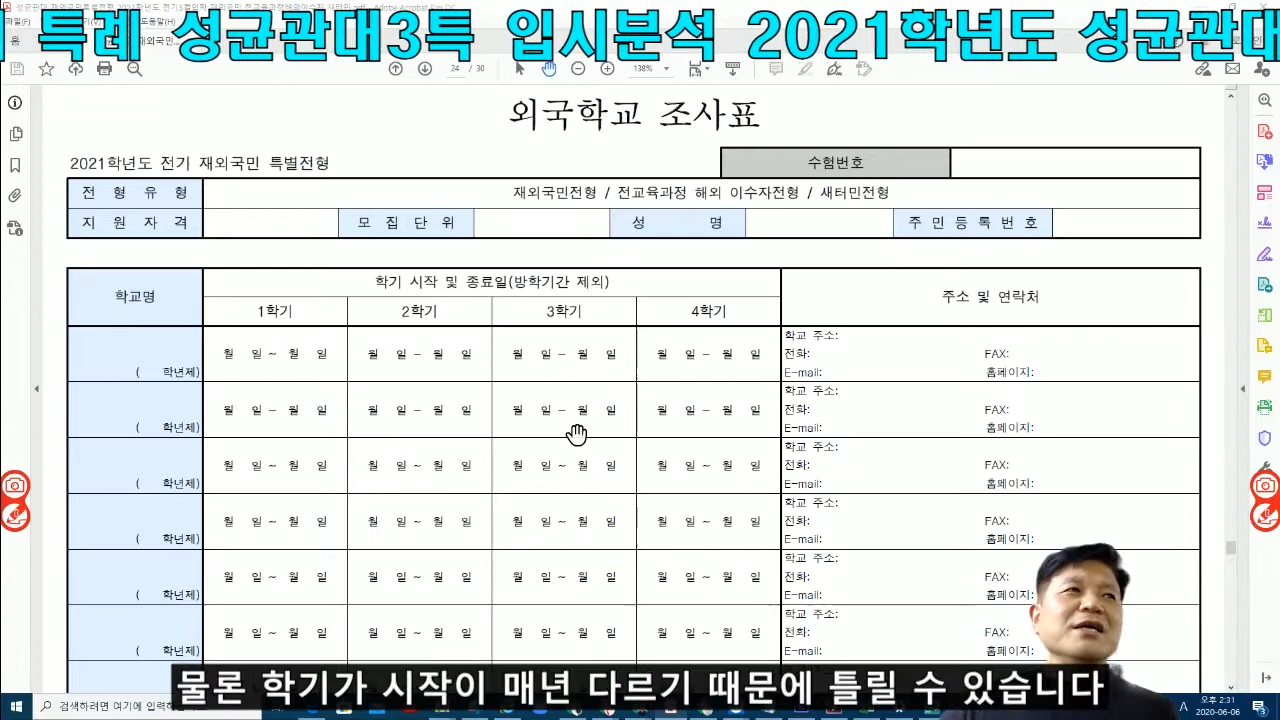 특례 성균관대3특 입시분석 2021학년도 성균관대
24 / 30
138%
외국학교 조사표
2021학년도 전기 재외국민 특별전형
수험번호
전 형 유 형
재외국민전형 / 전교육과정 해외 이수자전형 / 새터민전형
지 원 자 격
모 집 단 위
성 명
주 민 등 록 번 호
학교명
학기 시작 및 종료일(방학기간 제외)
주소 및 연락처
1학기 2학기 3학기 4학기
학교 주소:
월 일 ~ 월 일 월 일 – 월 일 월 일 – 월 일 월 일 – 월 일 전화: FAX:
( 학년제) E-mail: 홈페이지:
학교 주소:
월 일 – 월 일 월 일 – 월 일 월 일 – 월 일 월 일 – 월 일 전화: FAX:
( 학년제) E-mail: 홈페이지:
학교 주소:
월 일 ~ 월 일 월 일 ~ 월 일 월 일 ~ 월 일 월 일 ~ 월 일 전화: FAX:
( 학년제) E-mail: 홈페이지:
학교 주소:
월 일 ~ 월 일 월 일 – 월 일 월 일 – 월 일 월 일 – 월 일 전화: FAX:
( 학년제) E-mail: 홈페이지:
학교 주소:
월 일 ~ 월 일 월 일 ~ 월 일 월 일 ~ 월 일 월 일 ~ 월 일 전화: FAX:
( 학년제) E-mail: 홈페이지:
학교 주소:
월 일 ~ 월 일 월 일 ~ 월 일 월 일 ~ 월 일 월 일 ~ 월 일 전화: FAX:
( 학년제) E-mail: 홈페이지:
물론 학기가 시작이 매년 다르기 때문에 틀릴 수 있습니다
검색하려면 여기에 입력하
A
오후 2:31
2020-06-06
3